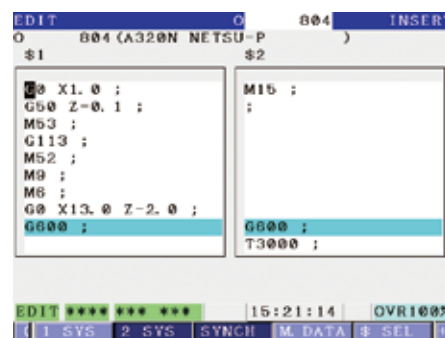 EDIT O 804 INSER
O 804(A320N NETSU-P )
$1 $2
G0 X1.0 ;
G50 Z-0.1 ;
M53 ;
G113 ;
M52 ;
M9 ;
M6 ;
G0 X13.0 Z-2.0 ;
G600 ;
M15 ;
;
G600 ;
T3000 ;
EDIT **** *** *** 15:21:14 OVR100%
( 1 SYS 2 SYS SYNCH M.DATA $ SEL